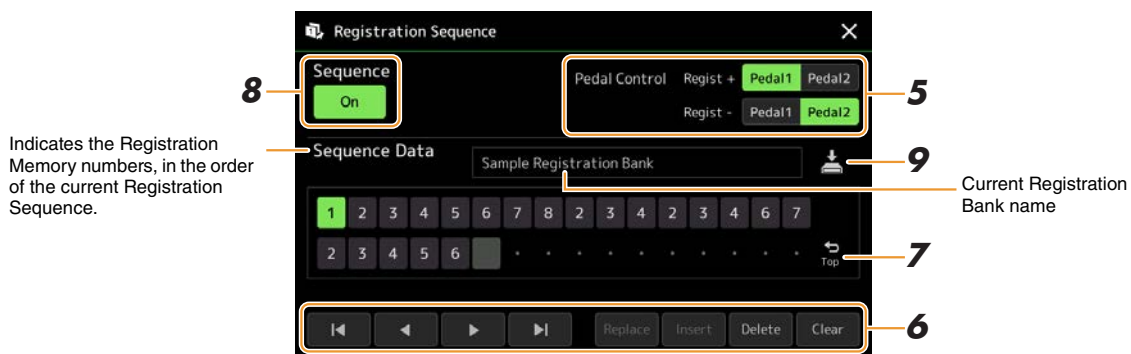 Registration Sequence
Sequence
On
8
Pedal Control Regist + Pedal1 Pedal2
Regist - Pedal1 Pedal2
5
Indicates the Registration
Memory numbers, in the order
of the current Registration
Sequence.
Sequence Data
Sample Registration Bank
9
Current Registration
Bank name
1 2 3 4 5 6 7 8 2 3 4 2 3 4 6 7
2 3 4 5 6
Top
7
Replace Insert Delete Clear
6